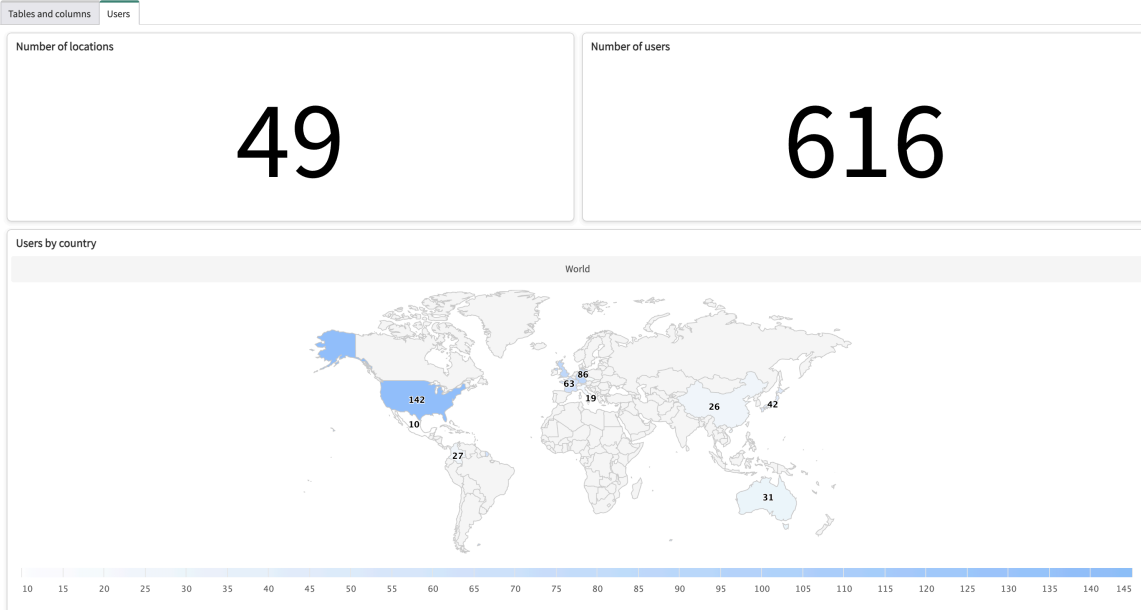 Tables and columns
Users
Number of locations
Number of users
49
616
Users by country
World
86
63
19
142
10
26
42
27
31
10 15 20 25 30 35 40 45 50 55 60 65 70 75 80 85 90 95 100 105 110 115 120 125 130 135 140 145